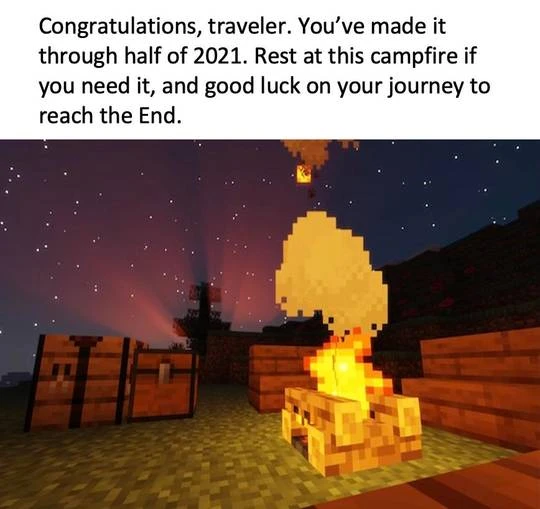 Congratulations, traveler. You’ve made it
through half of 2021. Rest at this campfire if
you need it, and good luck on your journey to
reach the End.